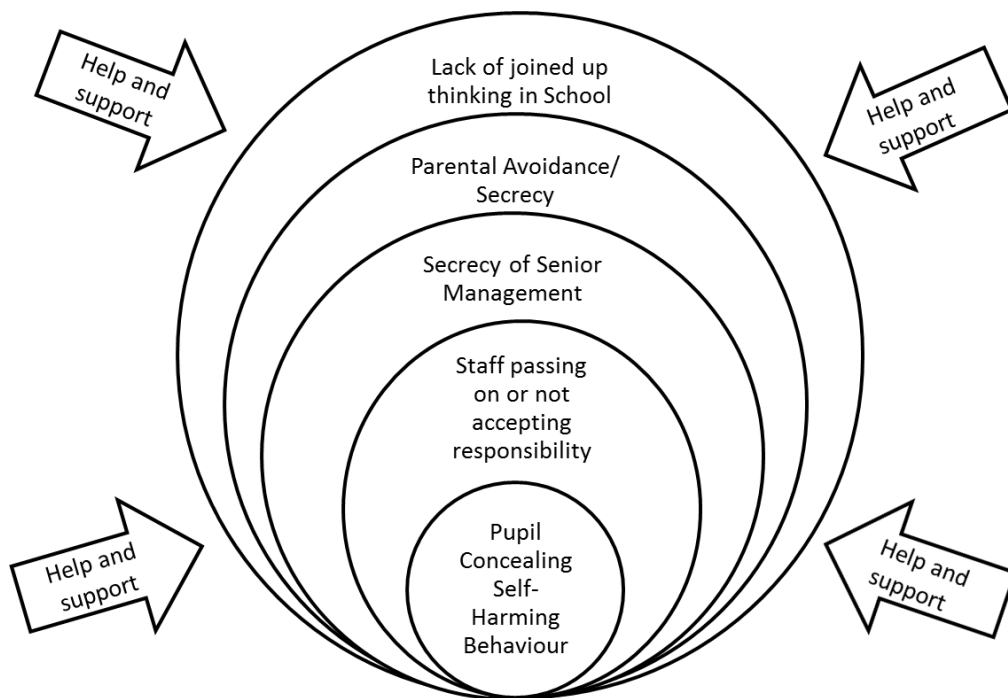 Help and
support
Help and
support
Lack of joined up
thinking in School
Parental Avoidance/
Secrecy
Secrecy of Senior
Management
Staff passing
on or not
accepting
responsibility
Help and
support
Help and
support
Pupil
Concealing
Self-
Harming
Behaviour